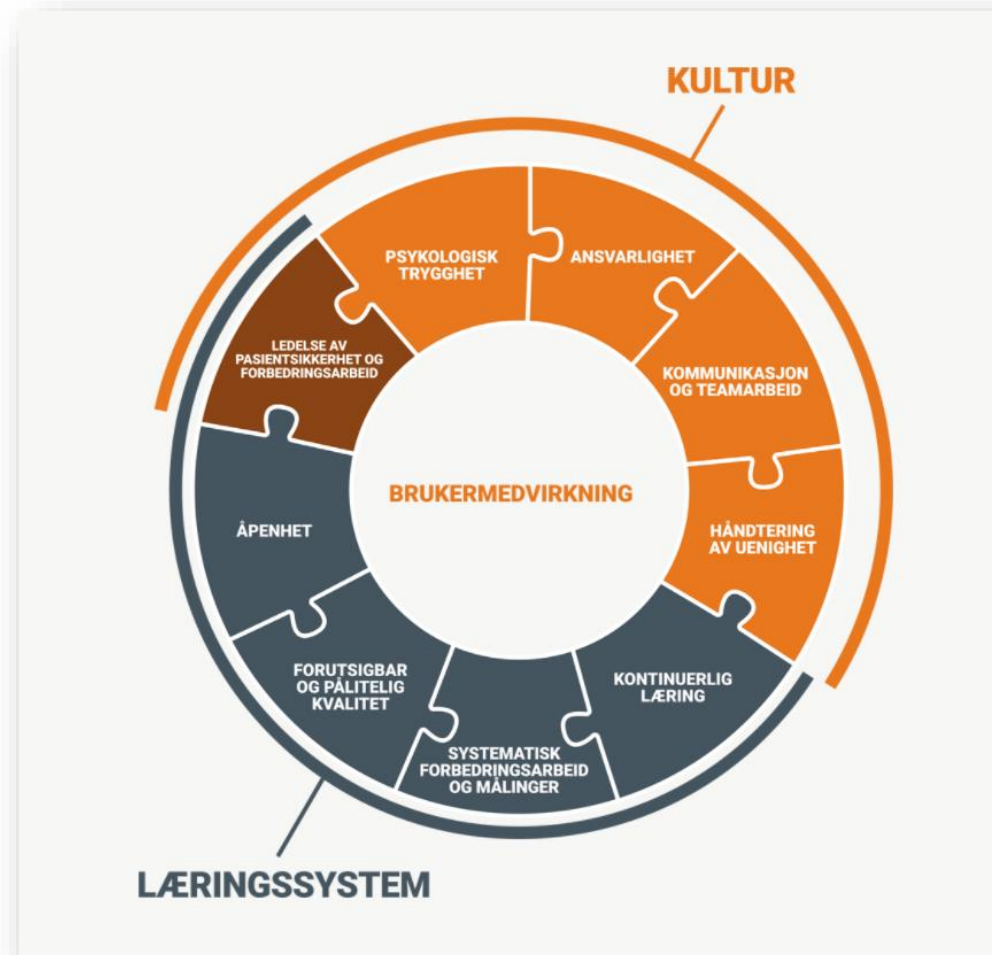 KULTUR
PSYKOLOGISK
TRYGGHET
ANSVARLIGHET
KOMMUNIKASJON
OG TEAMARBEID
HÅNDTERING
AV UENIGHET
KONTINUERLIG
LÆRING
SYSTEMATISK
FORBEDRINGSARBEID
OG MÅLINGER
FORUTSIGBAR
OG PÅLITELIG
KVALITET
ÅPENHET
LEDELSE AV
PASIENTSIKKERHET OG
FORBEDRINGSARBEID
BRUKERMEDVIRKNING
LÆRINGSSYSTEM